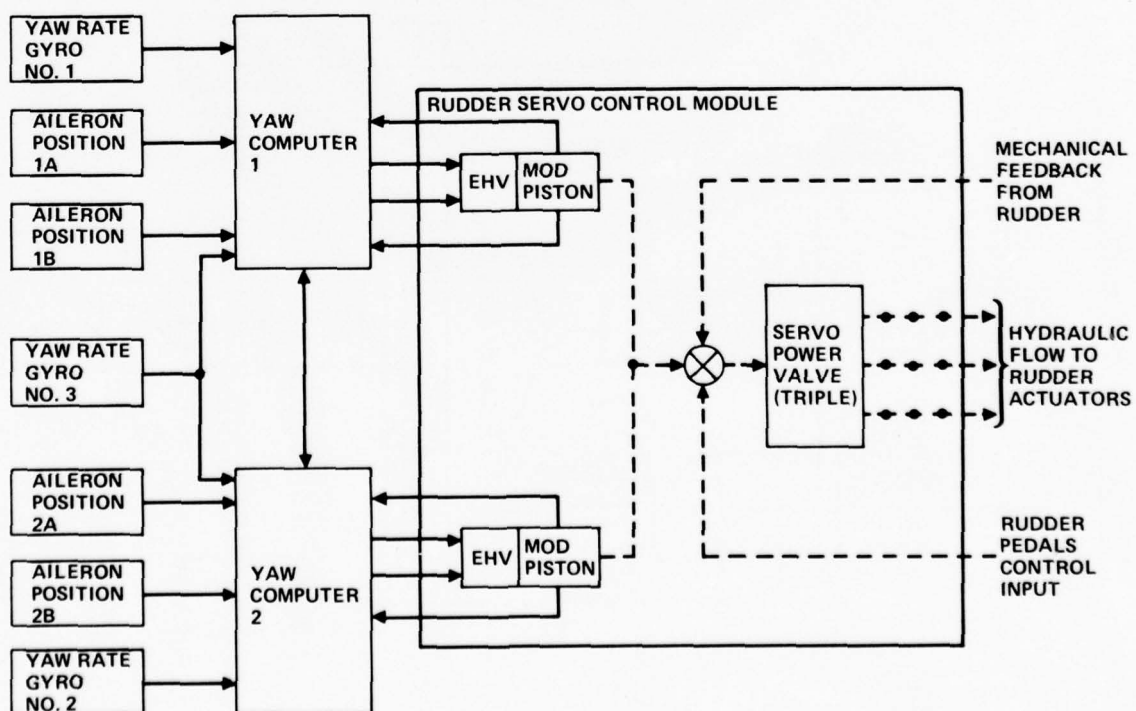 YAW RATE
GYRO
NO. 1
AILERON
POSITION
1A
AILERON
POSITION
1B
YAW RATE
GYRO
NO. 3
AILERON
POSITION
2A
AILERON
POSITION
2B
YAW RATE
GYRO
NO. 2
YAW
COMPUTER
1
YAW
COMPUTER
2
RUDDER SERVO CONTROL MODULE
EHV
MOD
PISTON
EHV
MOD
PISTON
SERVO
POWER
VALVE
(TRIPLE)
MECHANICAL
FEEDBACK
FROM
RUDDER
HYDRAULIC
FLOW TO
RUDDER
ACTUATORS
RUDDER
PEDALS
CONTROL
INPUT